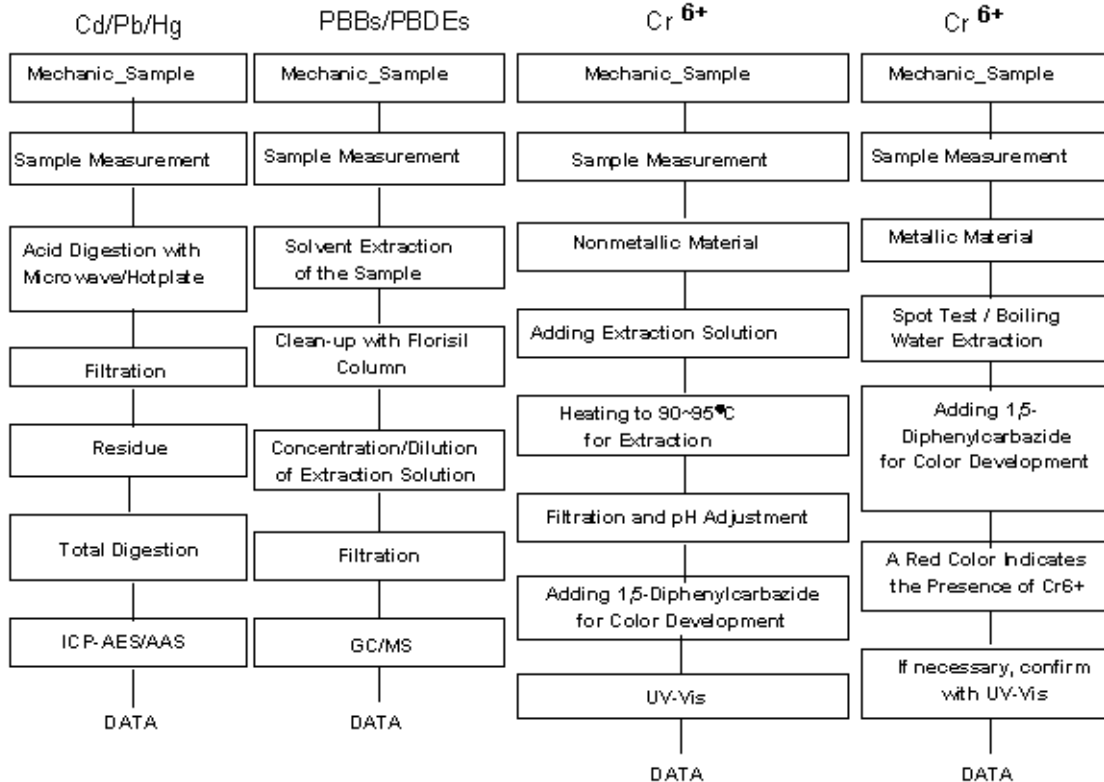 Cd/Pb/Hg
Mechanic_Sample
Sample Measurement
Acid Digestion with
Microwave/Hotplate
Filtration
Residue
Total Digestion
ICP-AES/AAS
DATA
PBBs/PBDEs
Mechanic_Sample
Sample Measurement
Solvent Extraction
of the Sample
Clean-up with Florisil
Column
Concentration/Dilution
of Extraction Solution
Filtration
GC/MS
DATA
Cr 6+
Mechanic_Sample
Sample Measurement
Nonmetallic Material
Adding Extraction Solution
Heating to 90~95°C
for Extraction
Filtration and pH Adjustment
Adding 1,5-Diphenylcarbazide
for Color Development
UV-Vis
DATA
Cr 6+
Mechanic_Sample
Sample Measurement
Metallic Material
Spot Test / Boiling
Water Extraction
Adding 1,5-
Diphenylcarbazide
for Color Development
A Red Color Indicates
the Presence of Cr6+
If necessary, confirm
with UV-Vis
DATA